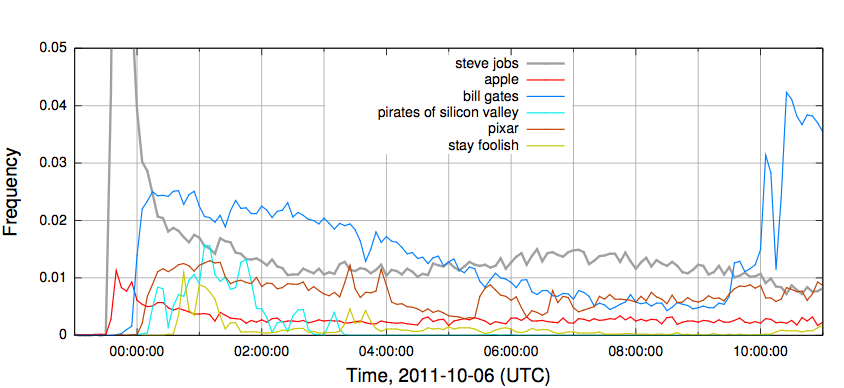 0.05
0.04
0.03
0.02
0.01
0
Frequency
steve jobs
apple
bill gates
pirates of silicon valley
pixar
stay foolish
00:00:00 02:00:00 04:00:00 06:00:00 08:00:00 10:00:00
Time, 2011-10-06 (UTC)